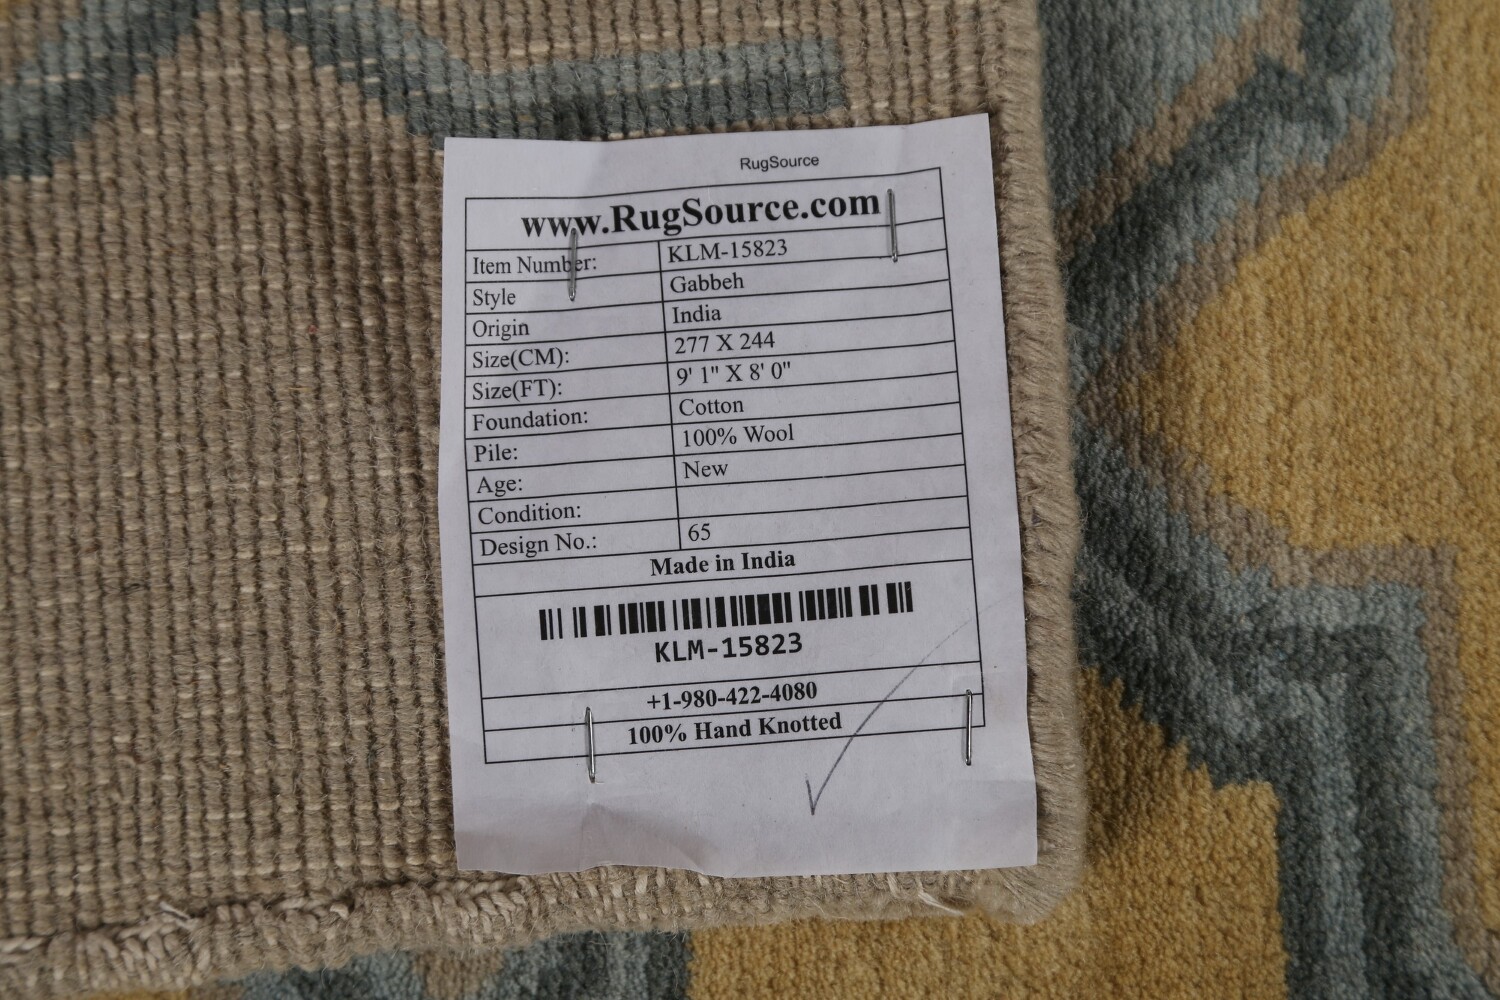 RugSource
www.RugSource.com
Item Number: KLM-15823
Style Gabbeh
Origin India
Size(CM): 277 X 244
Size(FT): 9' 1" X 8' 0"
Foundation: Cotton
Pile: 100% Wool
Age: New
Condition:
Design No.: 65
Made in India
KLM-15823
+1-980-422-4080
100% Hand Knotted